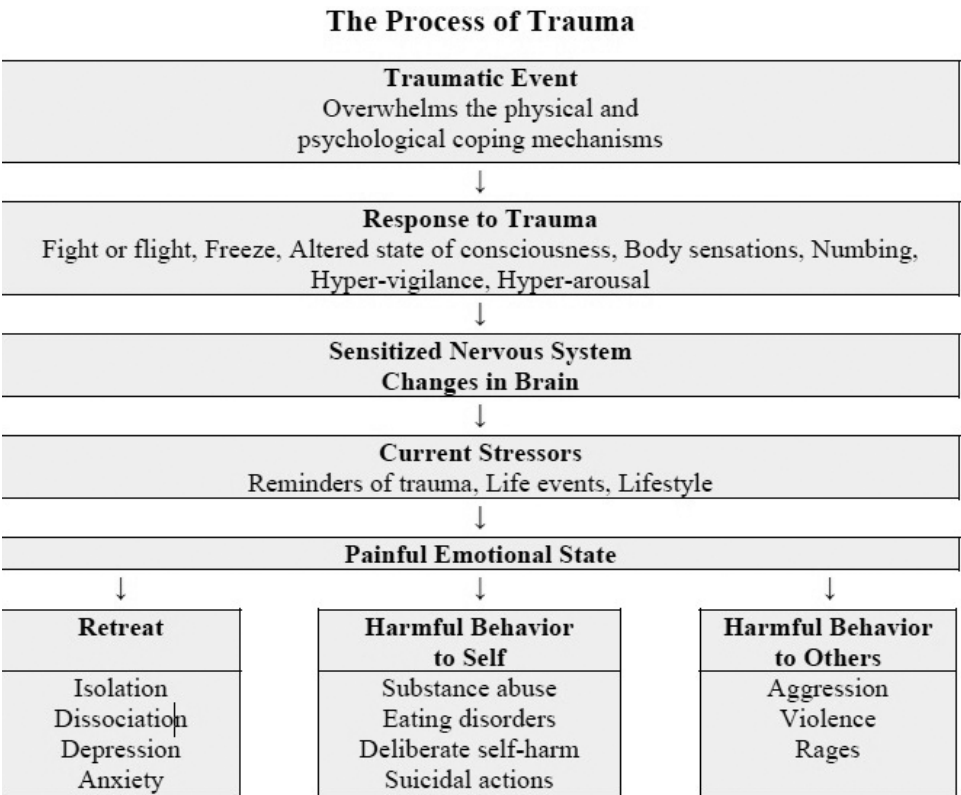 The Process of Trauma
Traumatic Event
Overwhelms the physical and
psychological coping mechanisms
↓
Response to Trauma
Fight or flight, Freeze, Altered state of consciousness, Body sensations, Numbing,
Hyper-vigilance, Hyper-arousal
↓
Sensitized Nervous System
Changes in Brain
↓
Current Stressors
Reminders of trauma, Life events, Lifestyle
↓
Painful Emotional State
↓ ↓ ↓
Retreat
Isolation
Dissociation
Depression
Anxiety
Harmful Behavior
to Self
Substance abuse
Eating disorders
Deliberate self-harm
Suicidal actions
Harmful Behavior
to Others
Aggression
Violence
Rages